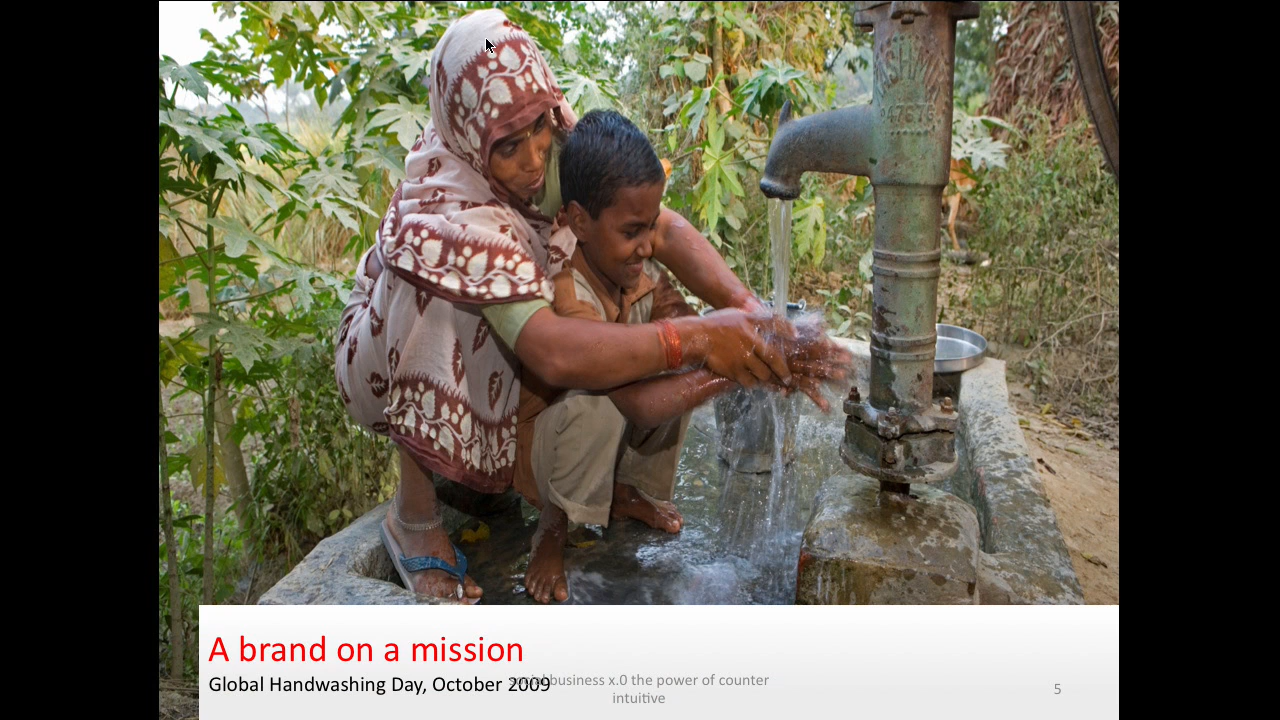 A brand on a mission
Global Handwashing Day, October 2009
business x.0 the power of counter
intuitive
5